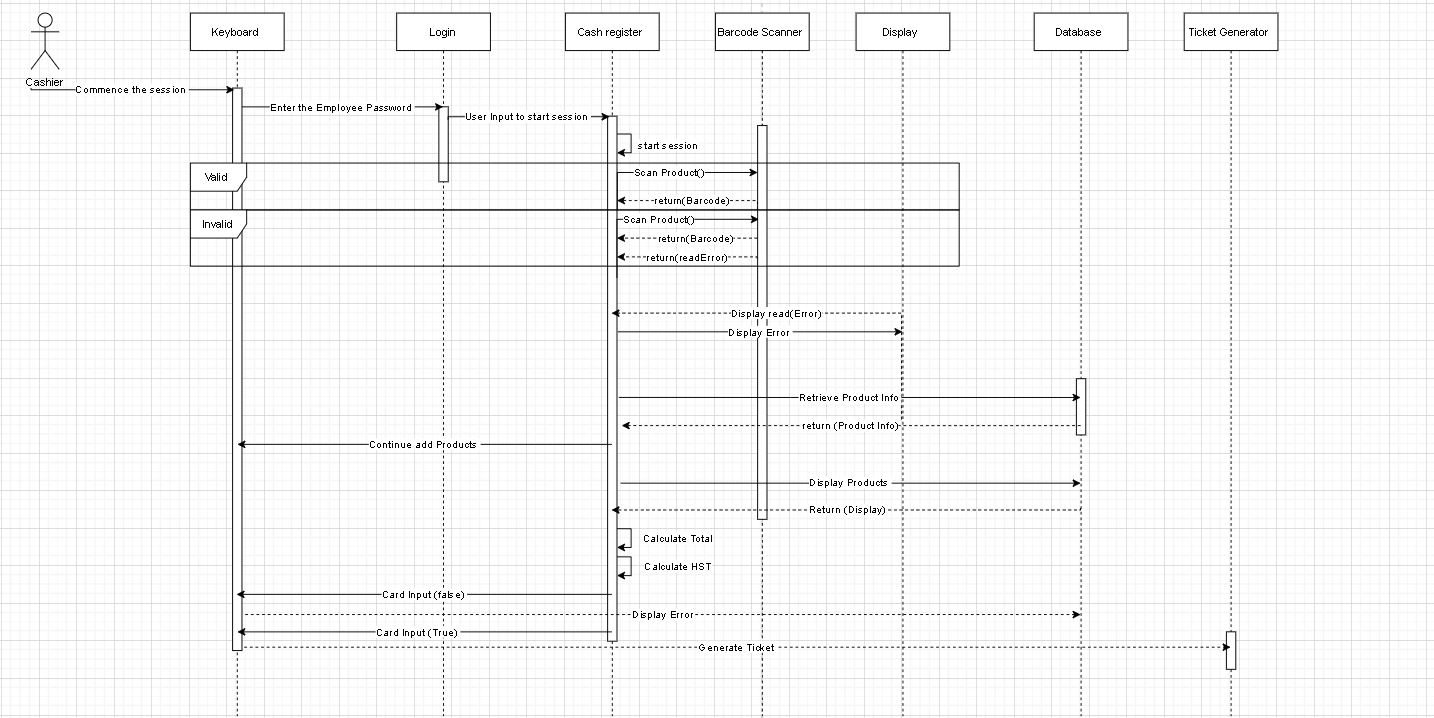 Keyboard
Login
Cash register
Barcode Scanner
Display
Database
Ticket Generator
Cashier
Commence the session
Enter the Employee Password
User Input to start session
start session
Valid
Scan Product()
return(Barcode)
Invalid
Scan Product()
return(Barcode)
return(readError)
Display read(Error)
Display Error
Retrieve Product Info
return (Product Info)
Continue add Products
Display Products
Return (Display)
Calculate Total
Calculate HST
Card Input (false)
Display Error
Card Input (True)
Generate Ticket